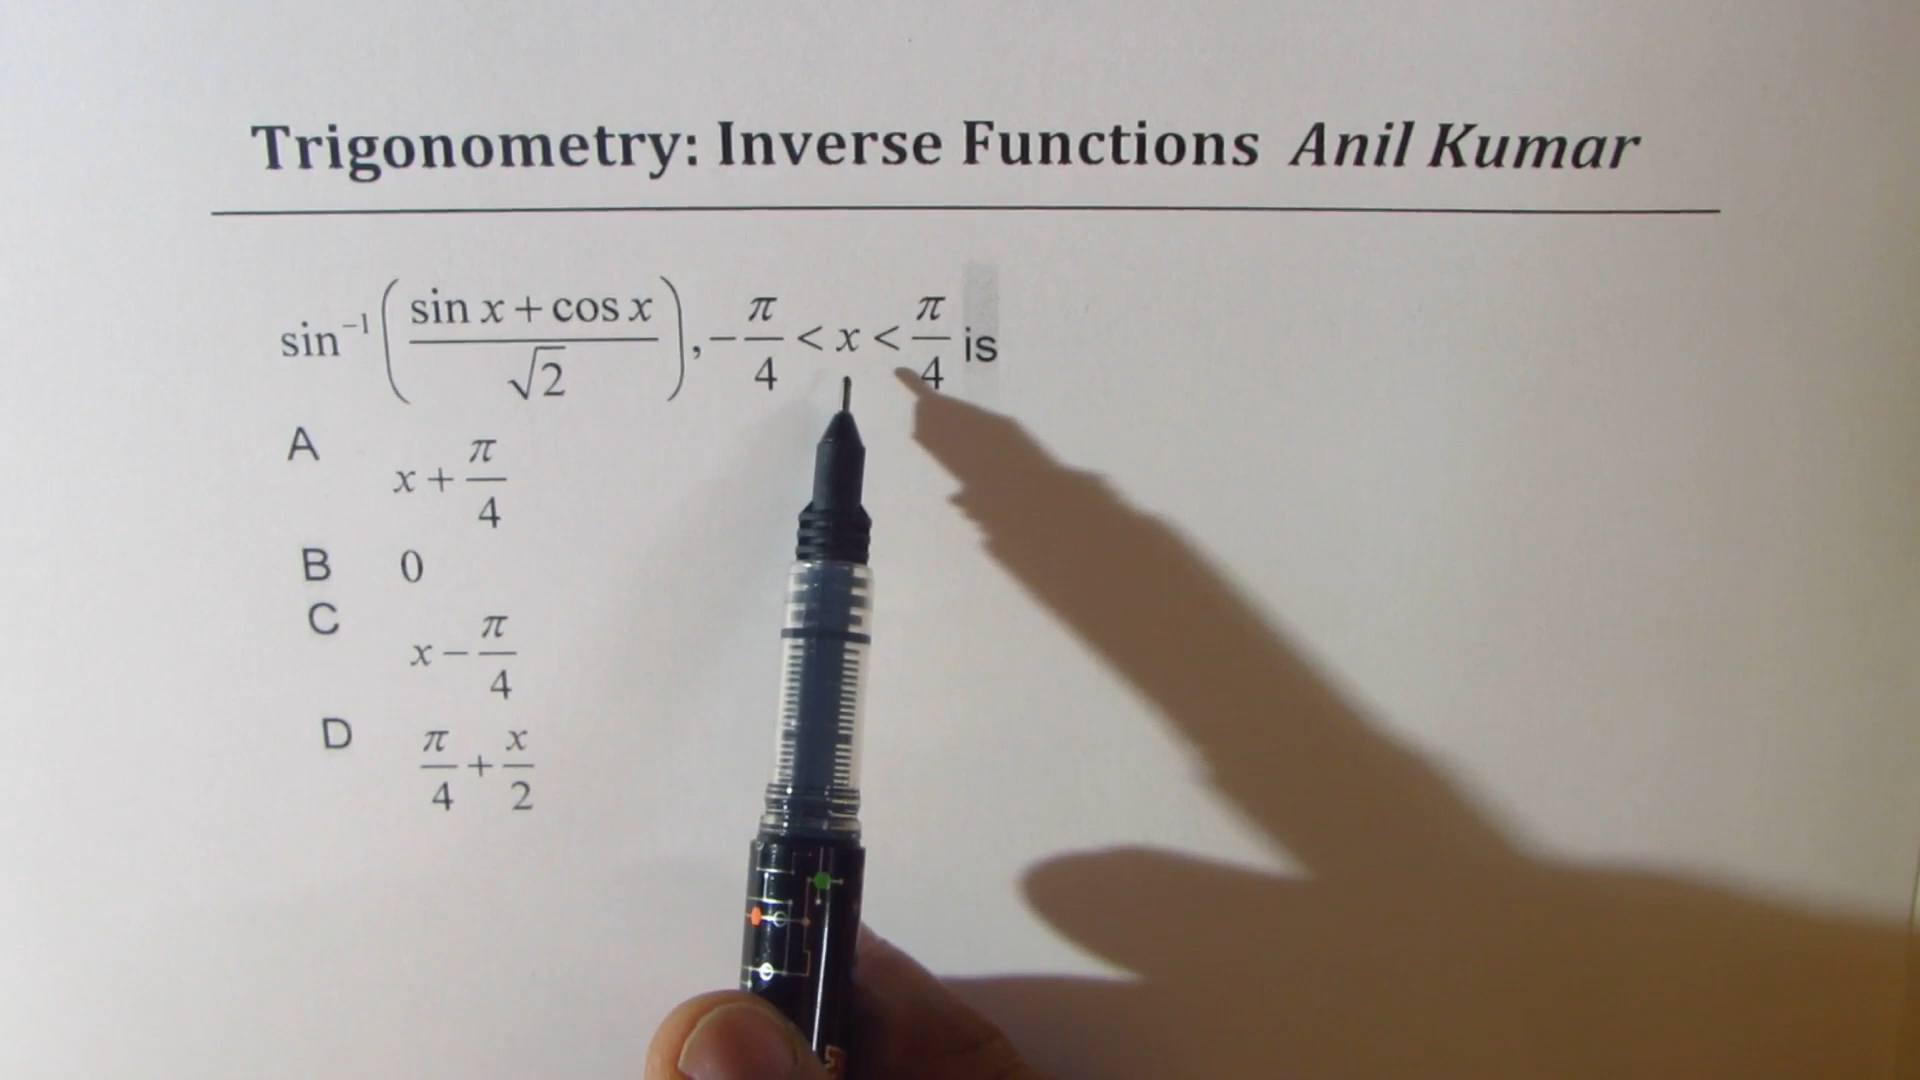 Trigonometry: Inverse Functions Anil Kumar
sin⁻¹((sin x + cos x)/√2), −π/4 < x < π/4 is
A x + π/4
B 0
C x − π/4
D π/4 + x/2